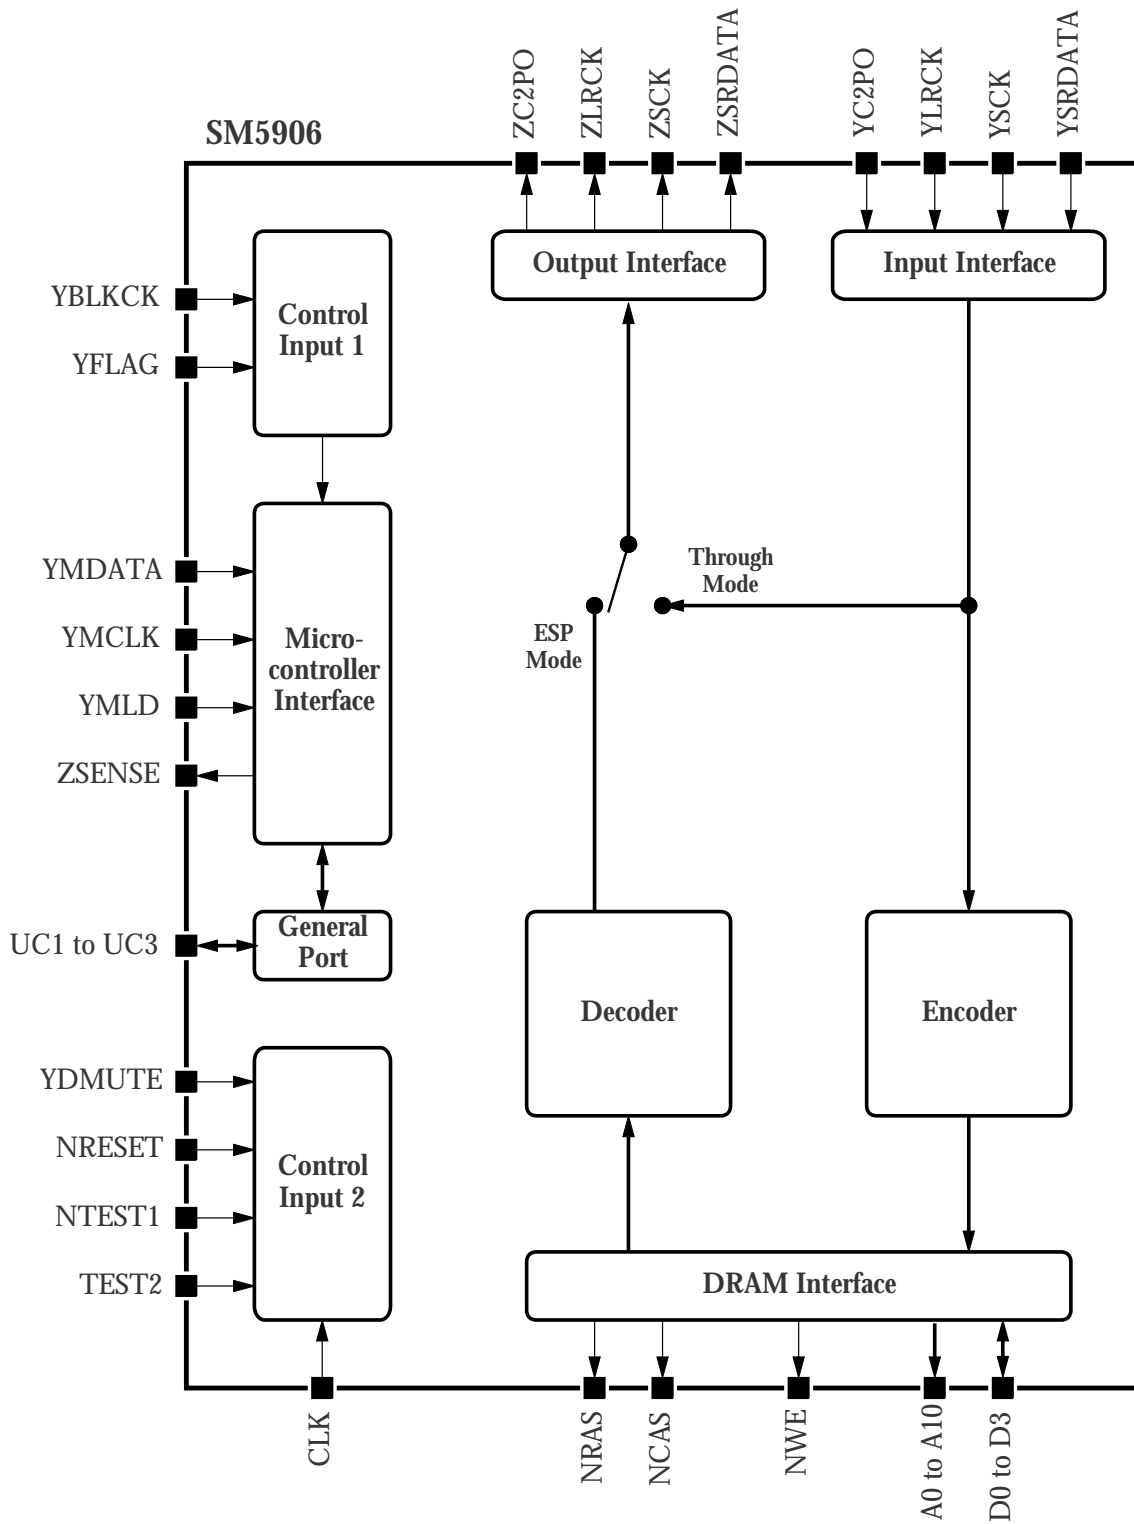 SM5906
ZC2PO
ZLRCK
ZSCK
ZSRDATA
YC2PO
YLRCK
YSCK
YSRDATA
Output Interface
Input Interface
YBLKCK
YFLAG
Control
Input 1
YMDATA
YMCLK
YMLD
ZSENSE
Micro-
controller
Interface
Through
Mode
ESP
Mode
UC1 to UC3
General
Port
Decoder
Encoder
YDMUTE
NRESET
NTEST1
TEST2
Control
Input 2
DRAM Interface
CLK
NRAS
NCAS
NWE
A0 to A10
D0 to D3